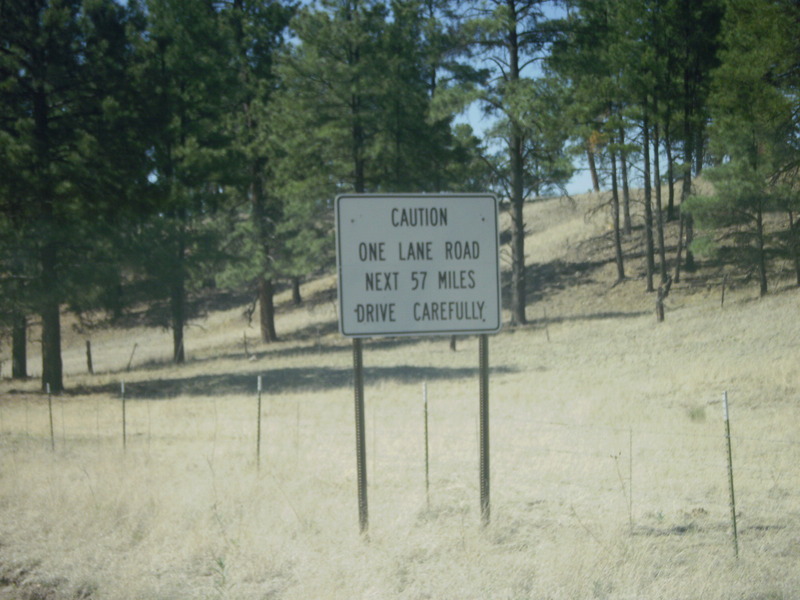 CAUTION
ONE LANE ROAD
NEXT 57 MILES
DRIVE CAREFULLY